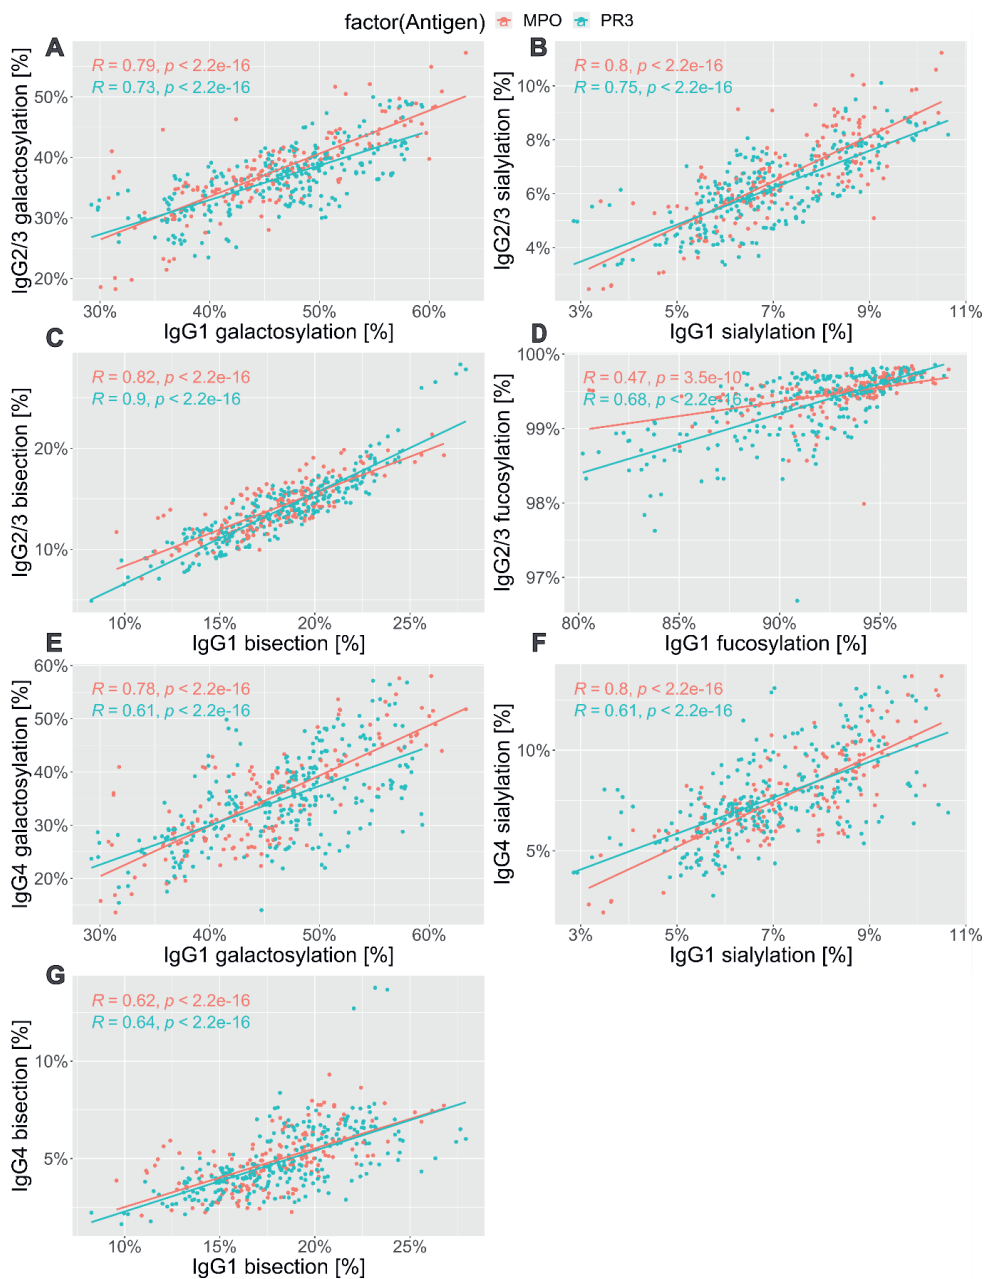 factor(Antigen) MPO PR3
A
R = 0.79, p < 2.2e-16
R = 0.73, p < 2.2e-16
IgG2/3 galactosylation [%]
50%
40%
30%
20%
30% 40% 50% 60%
IgG1 galactosylation [%]
B
R = 0.8, p < 2.2e-16
R = 0.75, p < 2.2e-16
IgG2/3 sialylation [%]
10%
8%
6%
4%
3% 5% 7% 9% 11%
IgG1 sialylation [%]
C
R = 0.82, p < 2.2e-16
R = 0.9, p < 2.2e-16
IgG2/3 bisection [%]
20%
10%
10% 15% 20% 25%
IgG1 bisection [%]
D
R = 0.47, p = 3.5e-10
R = 0.68, p < 2.2e-16
IgG2/3 fucosylation [%]
100%
99%
98%
97%
80% 85% 90% 95%
IgG1 fucosylation [%]
E
R = 0.78, p < 2.2e-16
R = 0.61, p < 2.2e-16
IgG4 galactosylation [%]
60%
50%
40%
30%
20%
30% 40% 50% 60%
IgG1 galactosylation [%]
F
R = 0.8, p < 2.2e-16
R = 0.61, p < 2.2e-16
IgG4 sialylation [%]
10%
5%
3% 5% 7% 9% 11%
IgG1 sialylation [%]
G
R = 0.62, p < 2.2e-16
R = 0.64, p < 2.2e-16
IgG4 bisection [%]
10%
5%
10% 15% 20% 25%
IgG1 bisection [%]